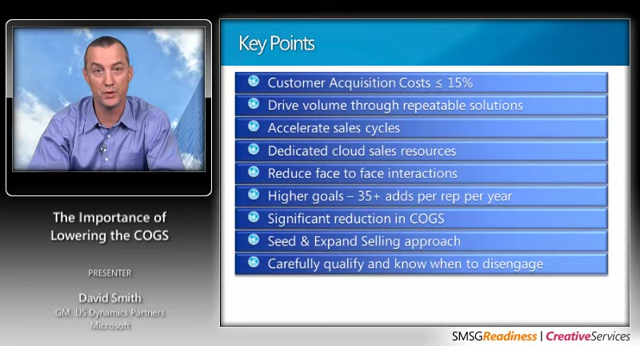 Key Points
Customer Acquisition Costs ≤ 15%
Drive volume through repeatable solutions
Accelerate sales cycles
Dedicated cloud sales resources
Reduce face to face interactions
Higher goals – 35+ adds per rep per year
Significant reduction in COGS
Seed & Expand Selling approach
Carefully qualify and know when to disengage
The Importance of
Lowering the COGS
PRESENTER
David Smith
GM, US Dynamics Partners
Microsoft
SMSGReadiness | CreativeServices